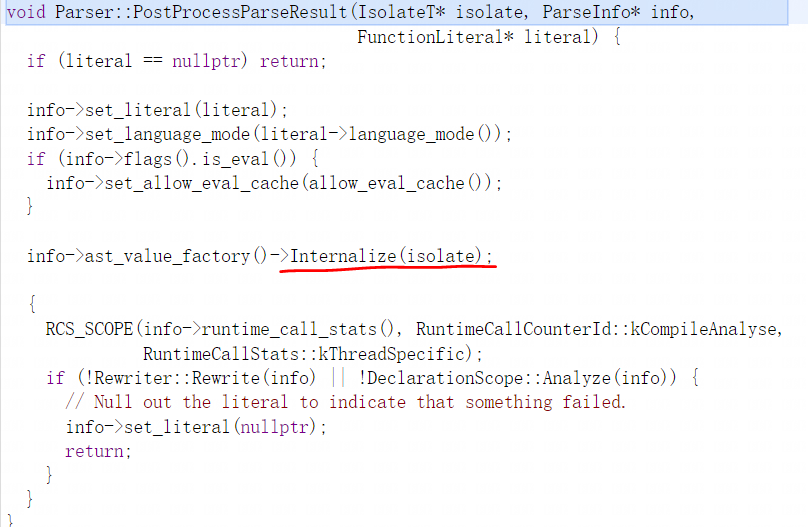 void Parser::PostProcessParseResult(IsolateT* isolate, ParseInfo* info,
                                    FunctionLiteral* literal) {
  if (literal == nullptr) return;

  info->set_literal(literal);
  info->set_language_mode(literal->language_mode());
  if (info->flags().is_eval()) {
    info->set_allow_eval_cache(allow_eval_cache());
  }

  info->ast_value_factory()->Internalize(isolate);

  {
    RCS_SCOPE(info->runtime_call_stats(), RuntimeCallCounterId::kCompileAnalyse,
              RuntimeCallStats::kThreadSpecific);
    if (!Rewriter::Rewrite(info) || !DeclarationScope::Analyze(info)) {
      // Null out the literal to indicate that something failed.
      info->set_literal(nullptr);
      return;
    }
  }
}